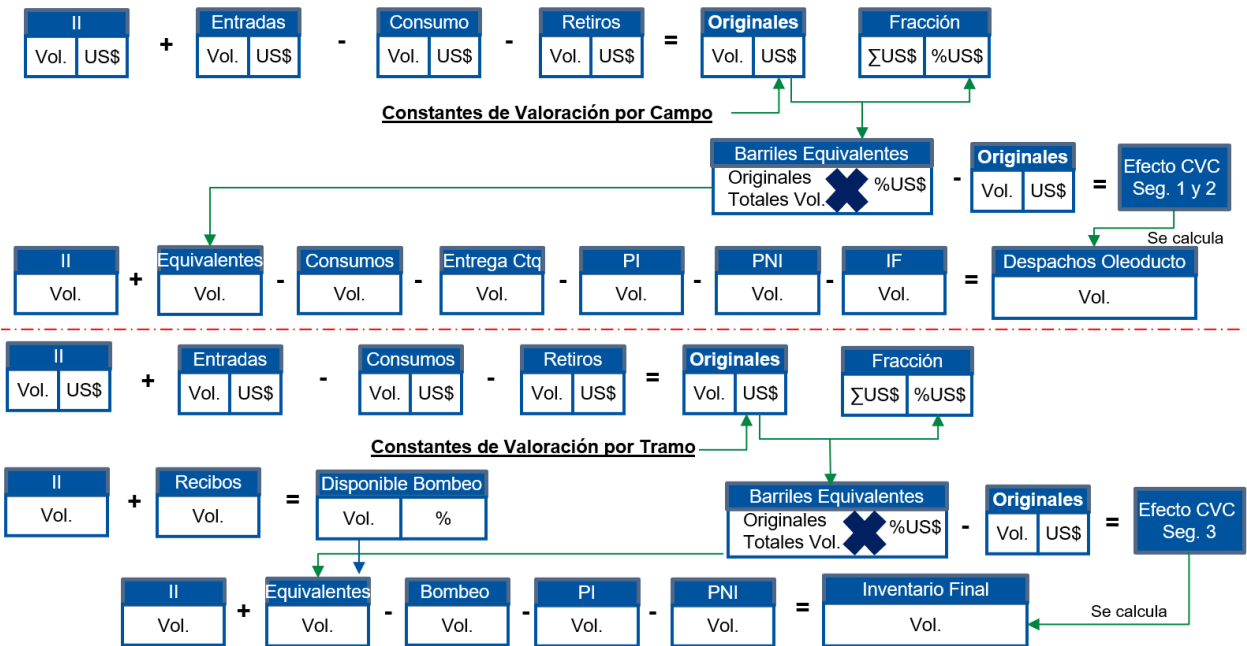 II + Entradas - Consumo - Retiros = Originales Fracción
Vol. US$ Vol. US$ Vol. US$ Vol. US$ Vol. US$ ∑US$ %US$
Constantes de Valoración por Campo
Barriles Equivalentes
Originales
Totales Vol. %US$
-
Originales
Vol. US$
=
Efecto CVC
Seg. 1 y 2
Se calcula
II + Equivalentes - Consumos - Entrega Ctq - PI - PNI - IF = Despachos Oleoducto
Vol. Vol. Vol. Vol. Vol. Vol. Vol. Vol.
II + Entradas - Consumos - Retiros = Originales Fracción
Vol. US$ Vol. US$ Vol. US$ Vol. US$ Vol. US$ ∑US$ %US$
Constantes de Valoración por Tramo
II + Recibos = Disponible Bombeo
Vol. Vol. Vol. %
Barriles Equivalentes
Originales
Totales Vol. %US$
-
Originales
Vol. US$
=
Efecto CVC
Seg. 3
II + Equivalentes - Bombeo - PI - PNI = Inventario Final
Vol. Vol. Vol. Vol. Vol. Vol.
Se calcula